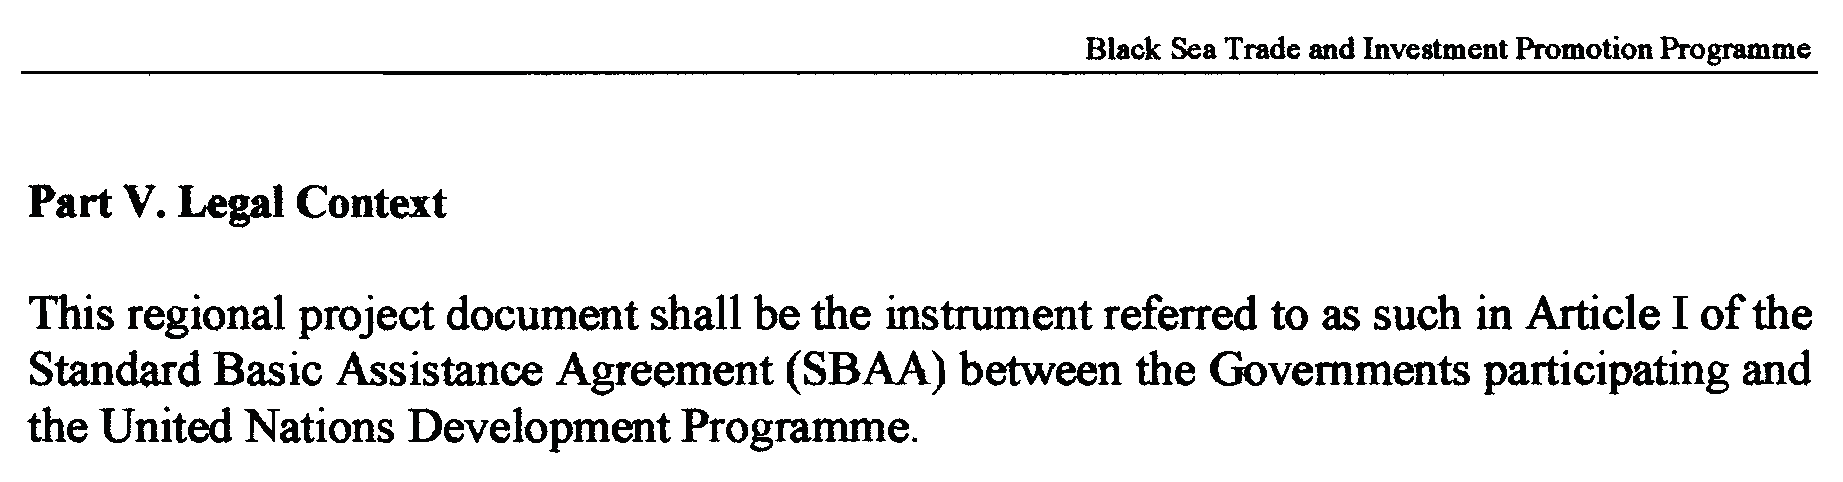 Black Sea Trade and Investment Promotion Programme
Part V. Legal Context
This regional project document shall be the instrument referred to as such in Article I of the
Standard Basic Assistance Agreement (SBAA) between the Governments participating and
the United Nations Development Programme.